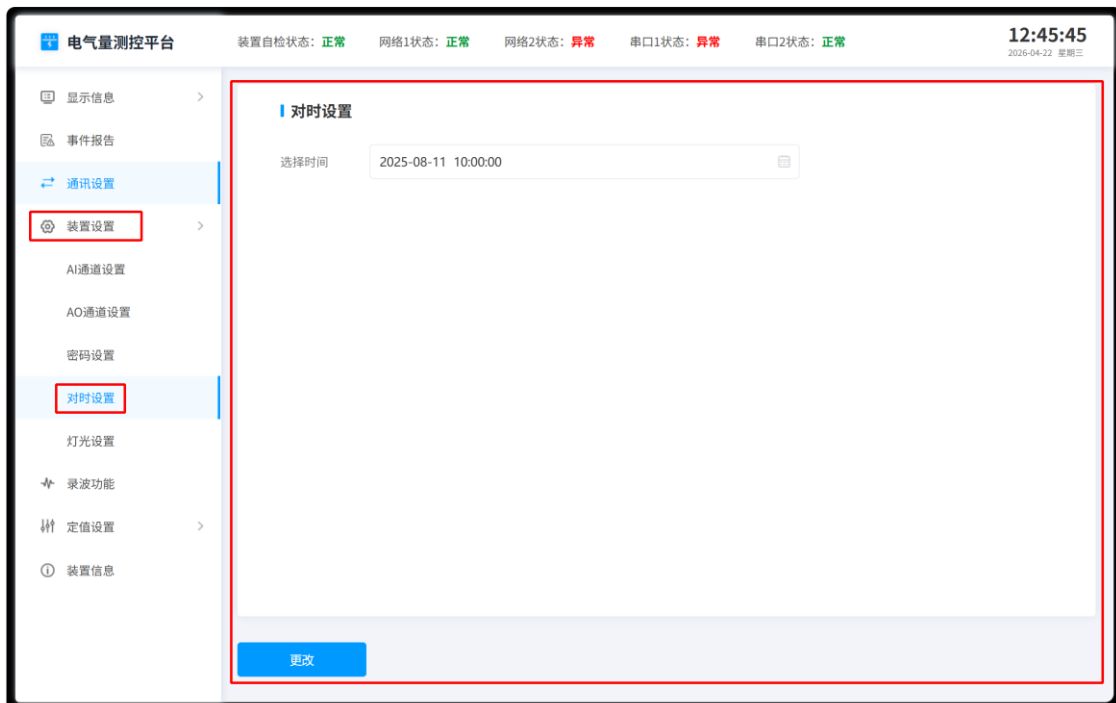 电气量测控平台
装置自检状态：正常 网络1状态：正常 网络2状态：异常 串口1状态：异常 串口2状态：正常
12:45:45
2026-04-22 星期三
显示信息
事件报告
通讯设置
装置设置
AI通道设置
AO通道设置
密码设置
对时设置
灯光设置
录波功能
定值设置
装置信息
对时设置
选择时间 2025-08-11 10:00:00
更改